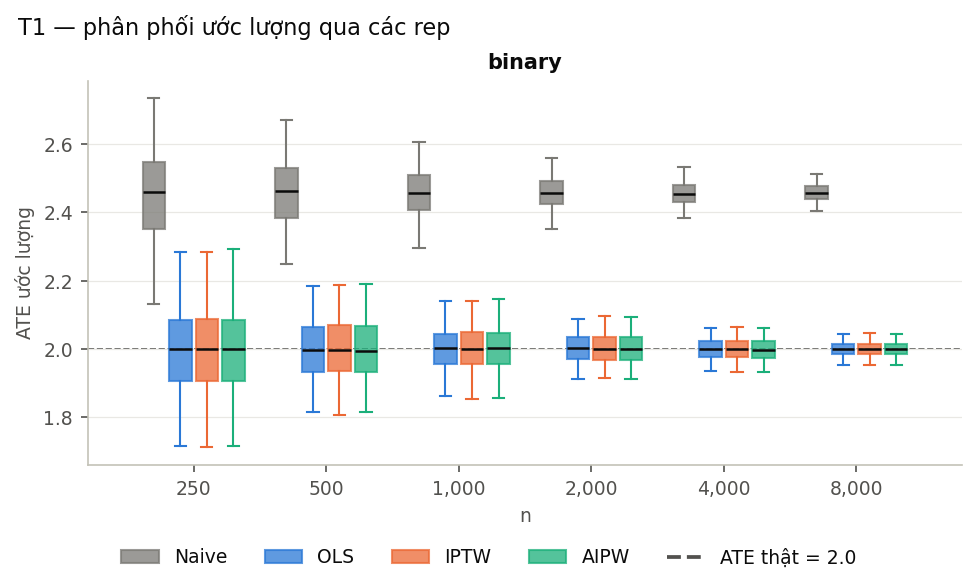 T1 — phân phối ước lượng qua các rep
binary
ATE ước lượng
2.6
2.4
2.2
2.0
1.8
250 500 1,000 2,000 4,000 8,000
n
Naive OLS IPTW AIPW ATE thật = 2.0